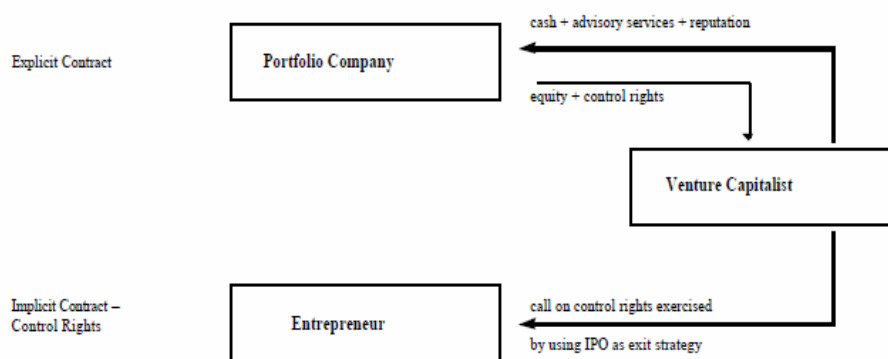 cash + advisory services + reputation
Explicit Contract
Portfolio Company
equity + control rights
Venture Capitalist
Implicit Contract –
Control Rights
Entrepreneur
call on control rights exercised
by using IPO as exit strategy